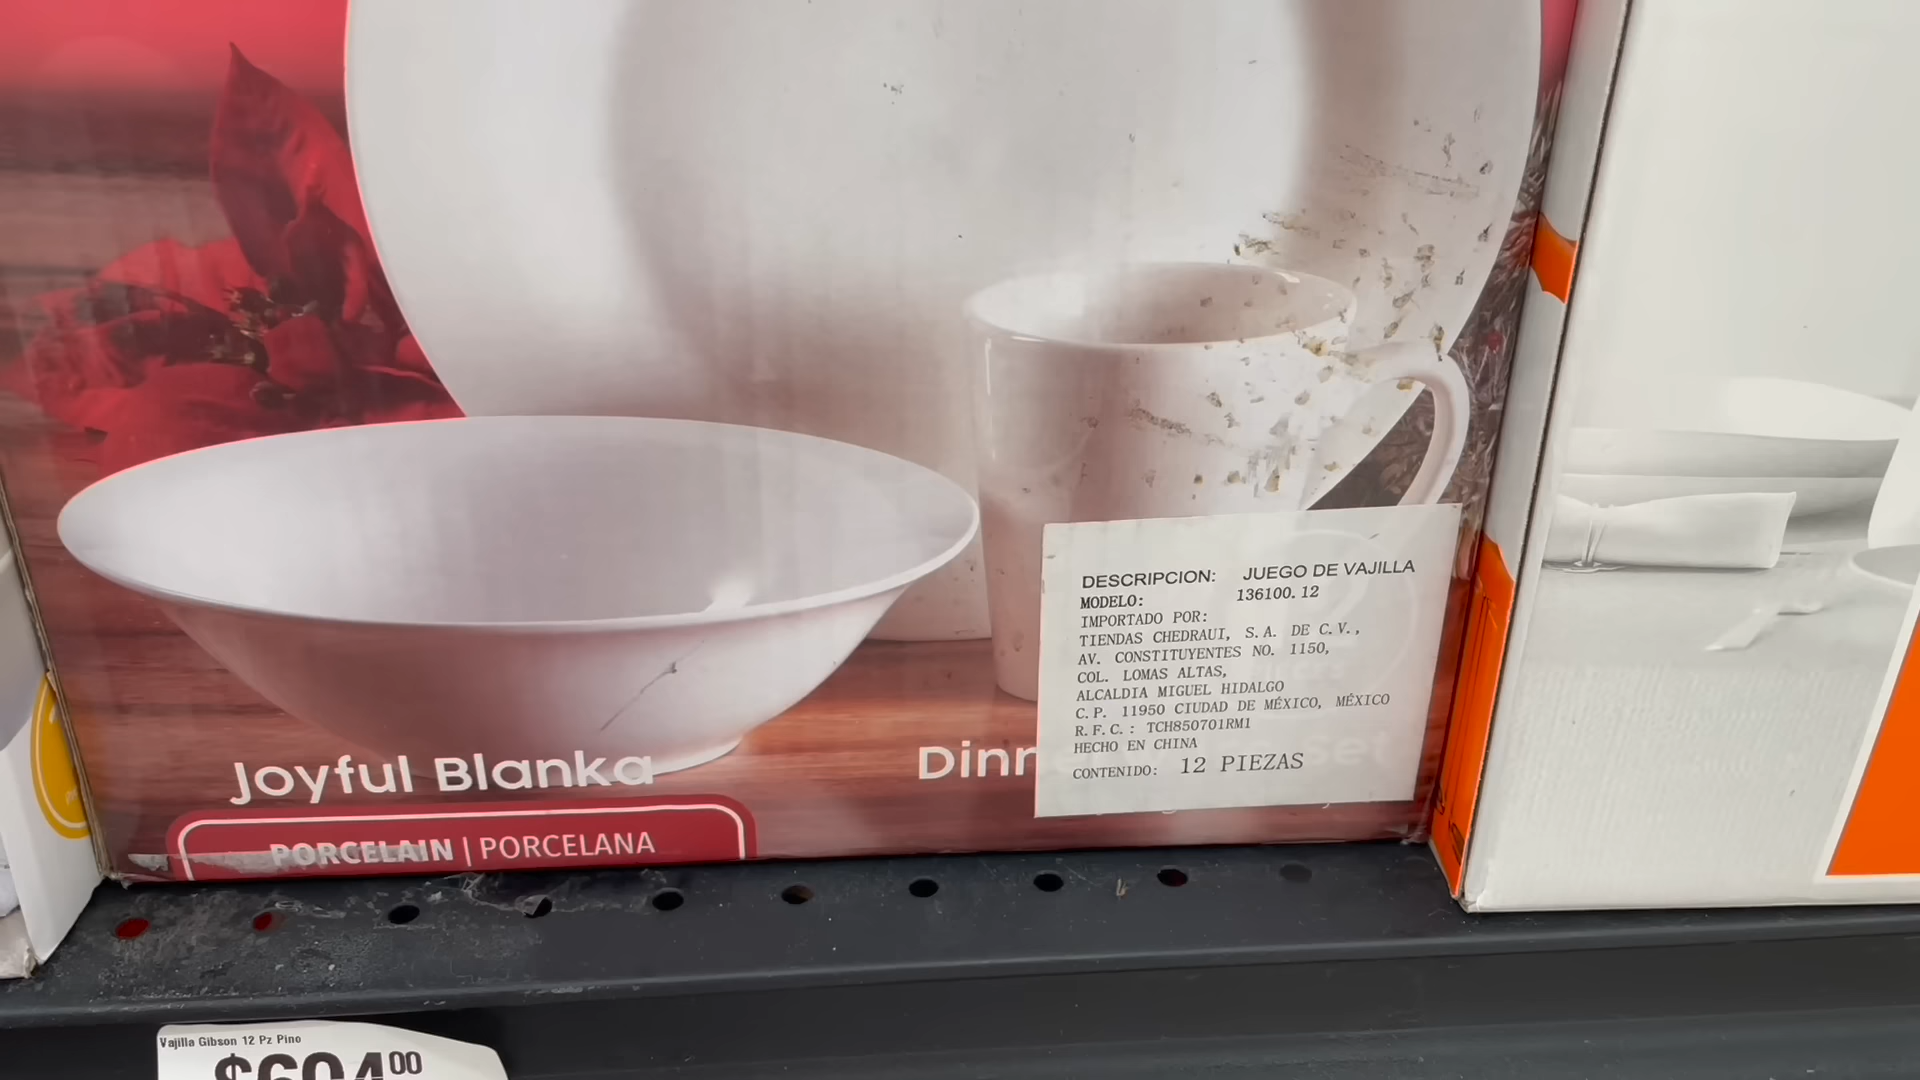 DESCRIPCION: JUEGO DE VAJILLA
MODELO: 136100.12
IMPORTADO POR:
TIENDAS CHEDRAUI, S.A. DE C.V.,
AV. CONSTITUYENTES NO. 1150,
COL. LOMAS ALTAS,
ALCALDIA MIGUEL HIDALGO
C.P. 11950 CIUDAD DE MÉXICO, MÉXICO
R.F.C.: TCH850701RM1
HECHO EN CHINA
CONTENIDO: 12 PIEZAS
Joyful Blanka
Set
PORCELAIN | PORCELANA
Vajilla Gibson 12 Pz Pino